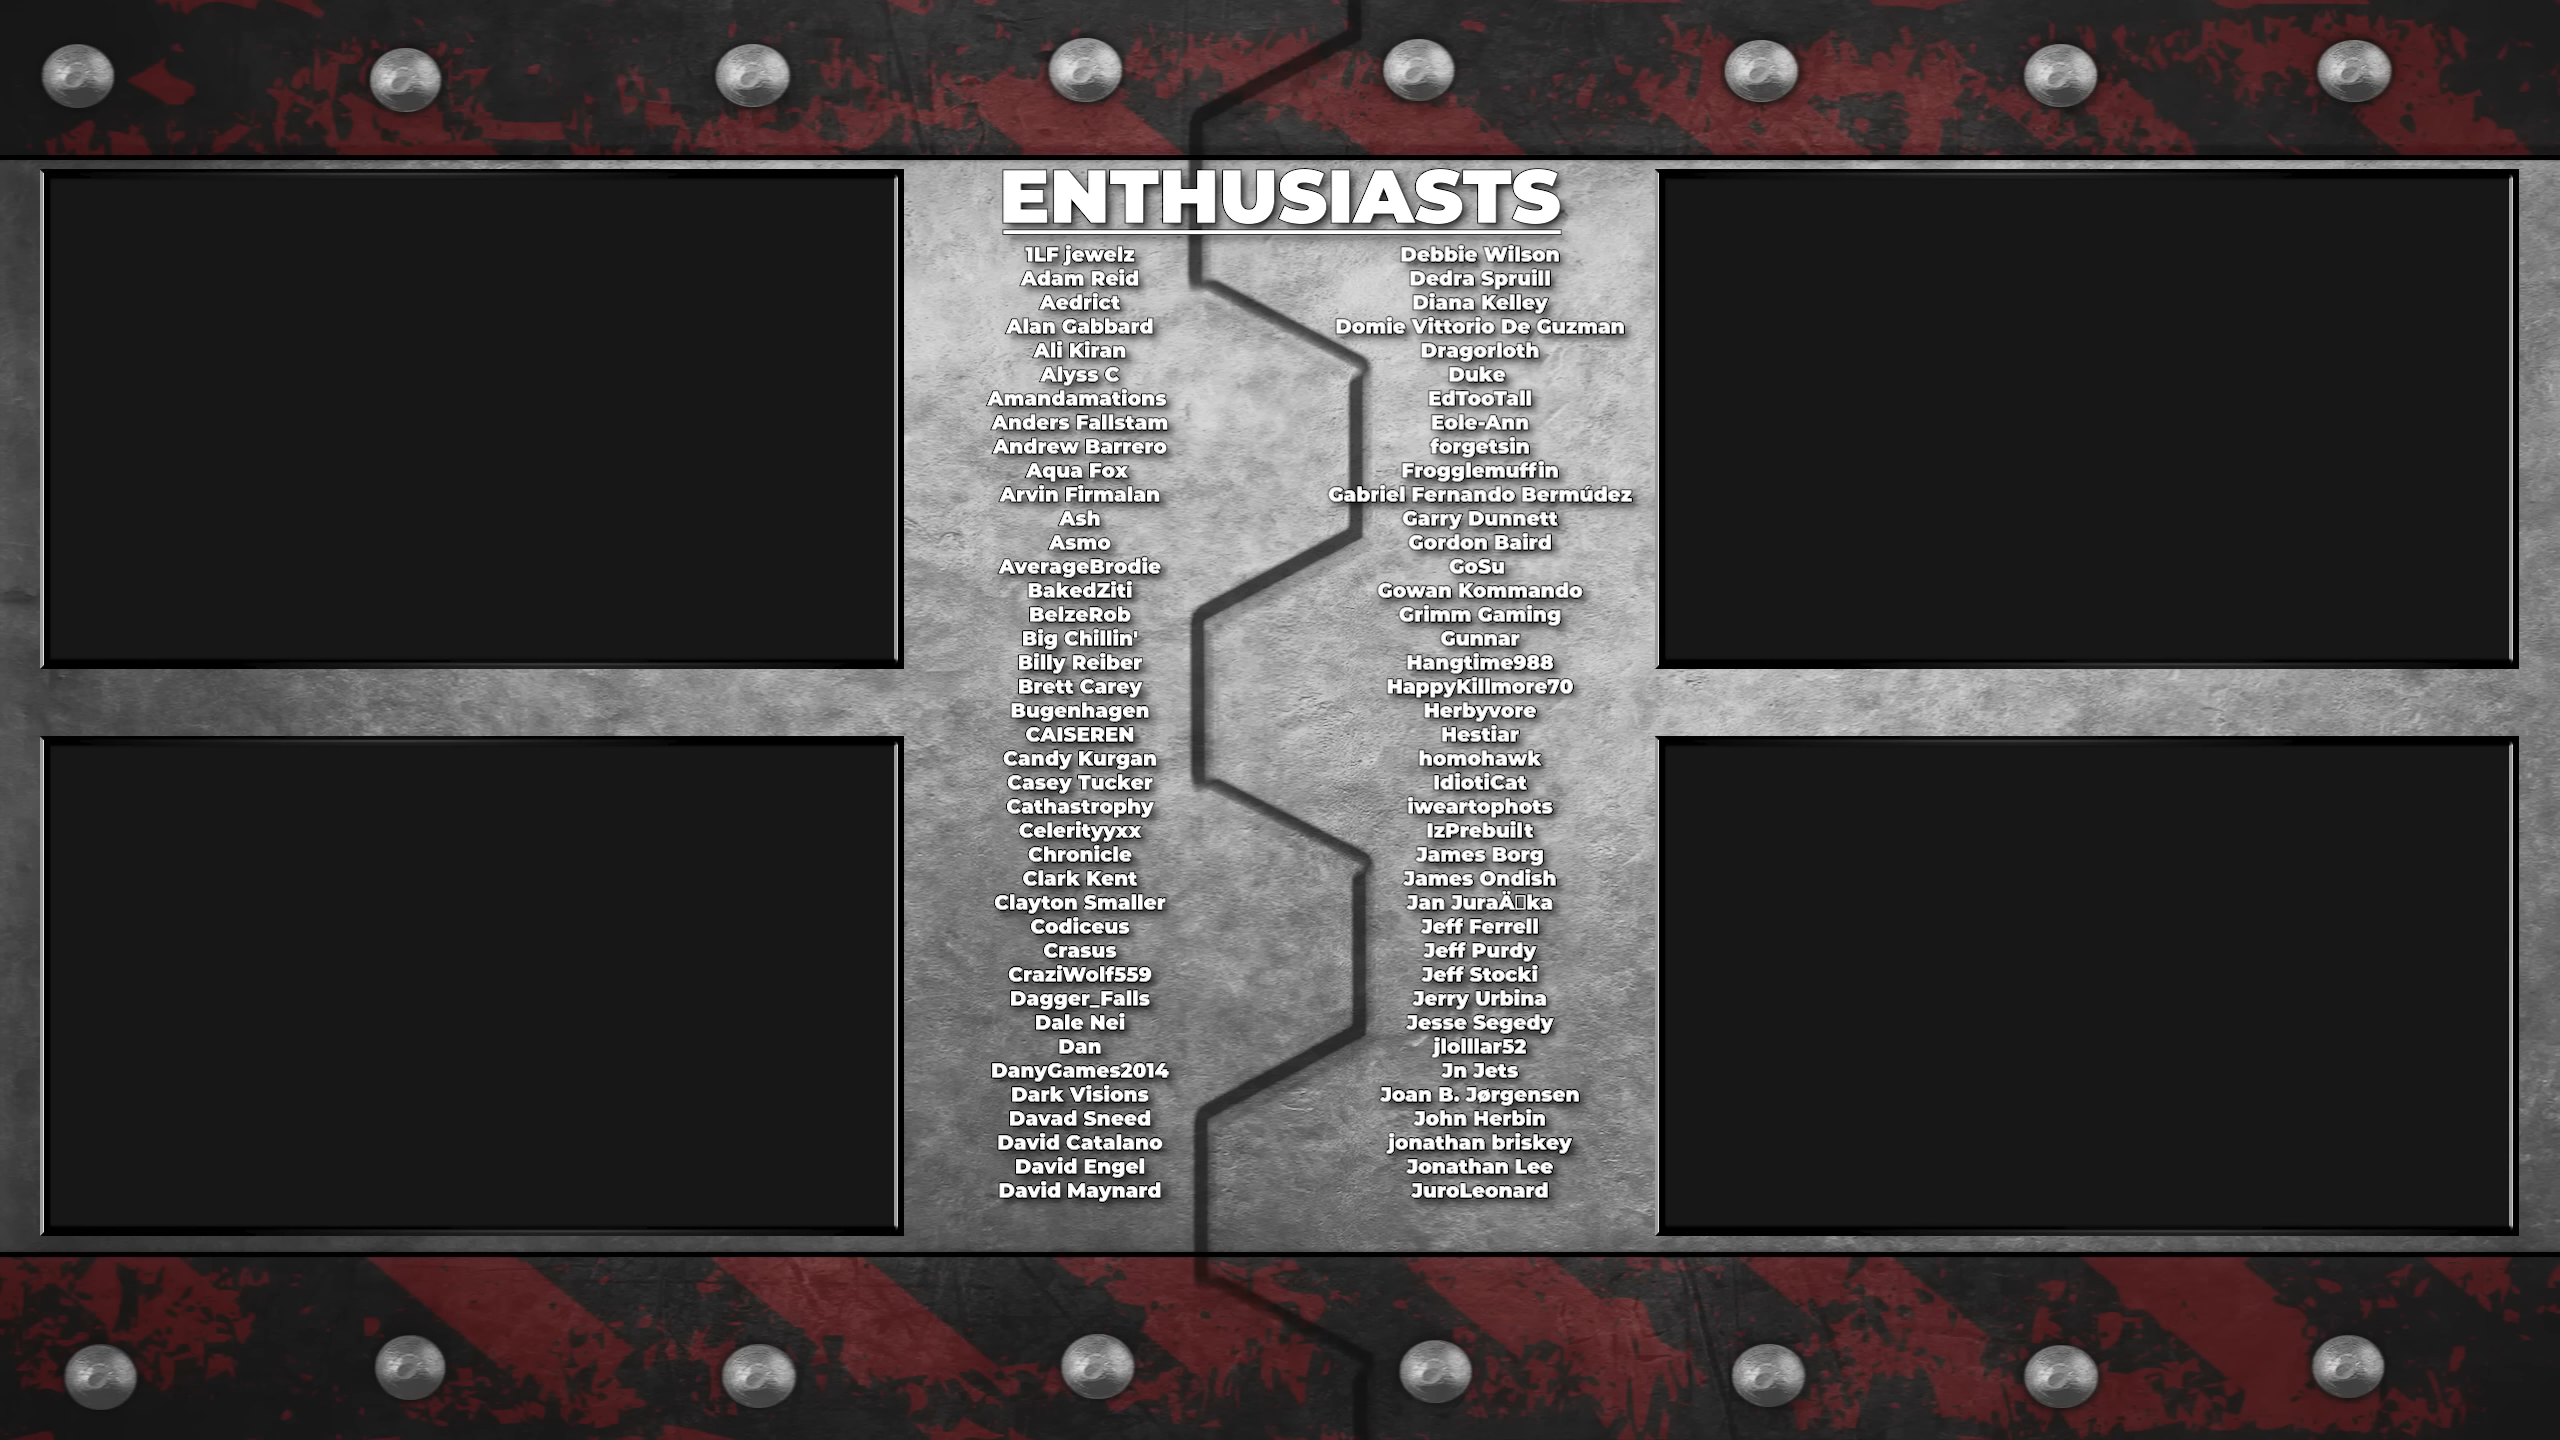 ENTHUSIASTS
1LF jewelz
Adam Reid
Aedrict
Alan Gabbard
Ali Kiran
Alyss C
Amandamations
Anders Fallstam
Andrew Barrero
Aqua Fox
Arvin Firmalan
Ash
Asmo
AverageBrodie
BakedZiti
BelzeRob
Big Chillin'
Billy Reiber
Brett Carey
Bugenhagen
CAISEREN
Candy Kurgan
Casey Tucker
Cathastrophy
Celerityyxx
Chronicle
Clark Kent
Clayton Smaller
Codiceus
Crasus
CraziWolf559
Dagger_Falls
Dale Nei
Dan
DanyGames2014
Dark Visions
Davad Sneed
David Catalano
David Engel
David Maynard
Debbie Wilson
Dedra Spruill
Diana Kelley
Domie Vittorio De Guzman
Dragorloth
Duke
EdTooTall
Eole-Ann
forgetsin
Frogglemuffin
Gabriel Fernando Bermúdez
Garry Dunnett
Gordon Baird
GoSu
Gowan Kommando
Grimm Gaming
Gunnar
Hangtime988
HappyKillmore70
Herbyvore
Hestiar
homohawk
IdiotiCat
iweartophots
IzPrebuilt
James Borg
James Ondish
Jan JuraÄ▯ka
Jeff Ferrell
Jeff Purdy
Jeff Stocki
Jerry Urbina
Jesse Segedy
jlolllar52
Jn Jets
Joan B. Jørgensen
John Herbin
jonathan briskey
Jonathan Lee
JuroLeonard